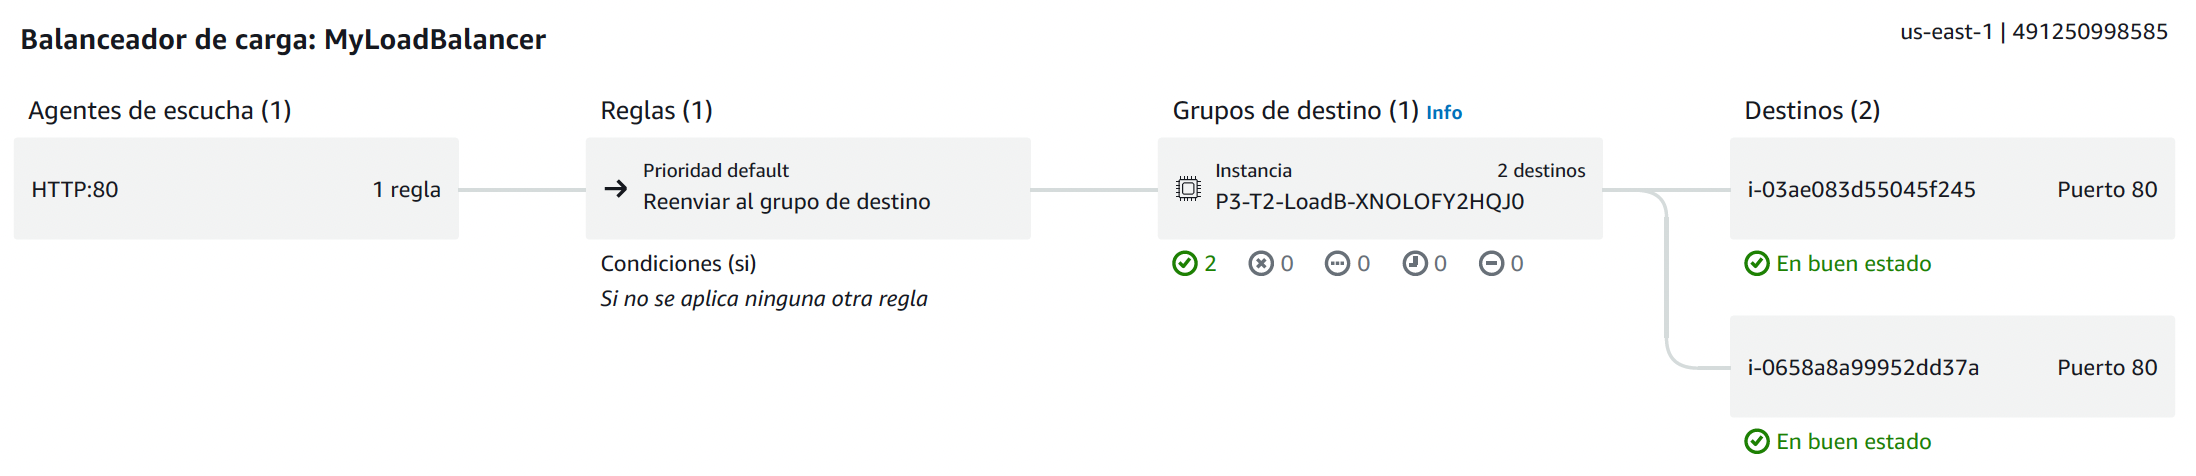 Balanceador de carga: MyLoadBalancer
us-east-1 | 491250998585
Agentes de escucha (1)
HTTP:80
1 regla
Reglas (1)
Prioridad default
Reenviar al grupo de destino
Condiciones (si)
Si no se aplica ninguna otra regla
Grupos de destino (1) Info
Instancia
2 destinos
P3-T2-LoadB-XNOLOFY2HQJ0
2 0 0 0 0
Destinos (2)
i-03ae083d55045f245
Puerto 80
En buen estado
i-0658a8a99952dd37a
Puerto 80
En buen estado